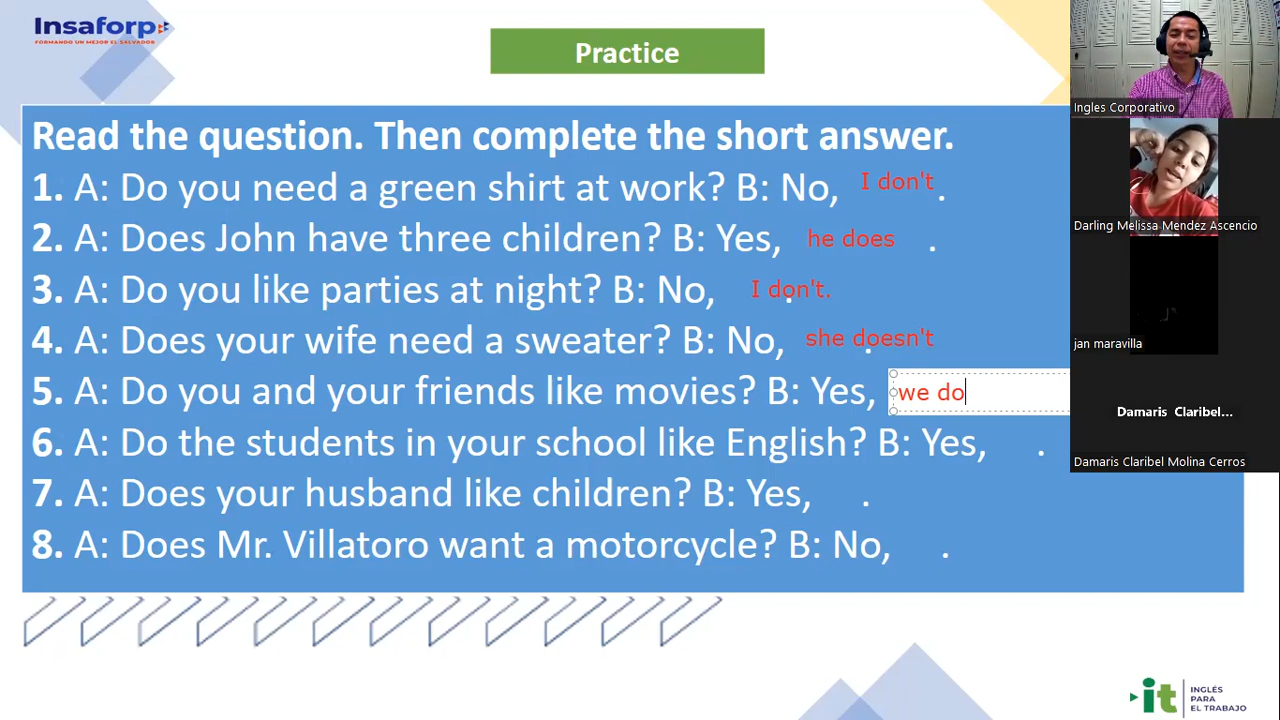 Insaforp
FORMANDO UN MEJOR EL SALVADOR
Practice
Read the question. Then complete the short answer.
1. A: Do you need a green shirt at work? B: No, I don't.
2. A: Does John have three children? B: Yes, he does.
3. A: Do you like parties at night? B: No, I don't.
4. A: Does your wife need a sweater? B: No, she doesn't.
5. A: Do you and your friends like movies? B: Yes, we do
6. A: Do the students in your school like English? B: Yes, .
7. A: Does your husband like children? B: Yes, .
8. A: Does Mr. Villatoro want a motorcycle? B: No, .
Ingles Corporativo
Darling Melissa Mendez Ascencio
jan maravilla
Damaris Claribel...
Damaris Claribel Molina Cerros
it
INGLÉS
PARA
EL TRABAJO